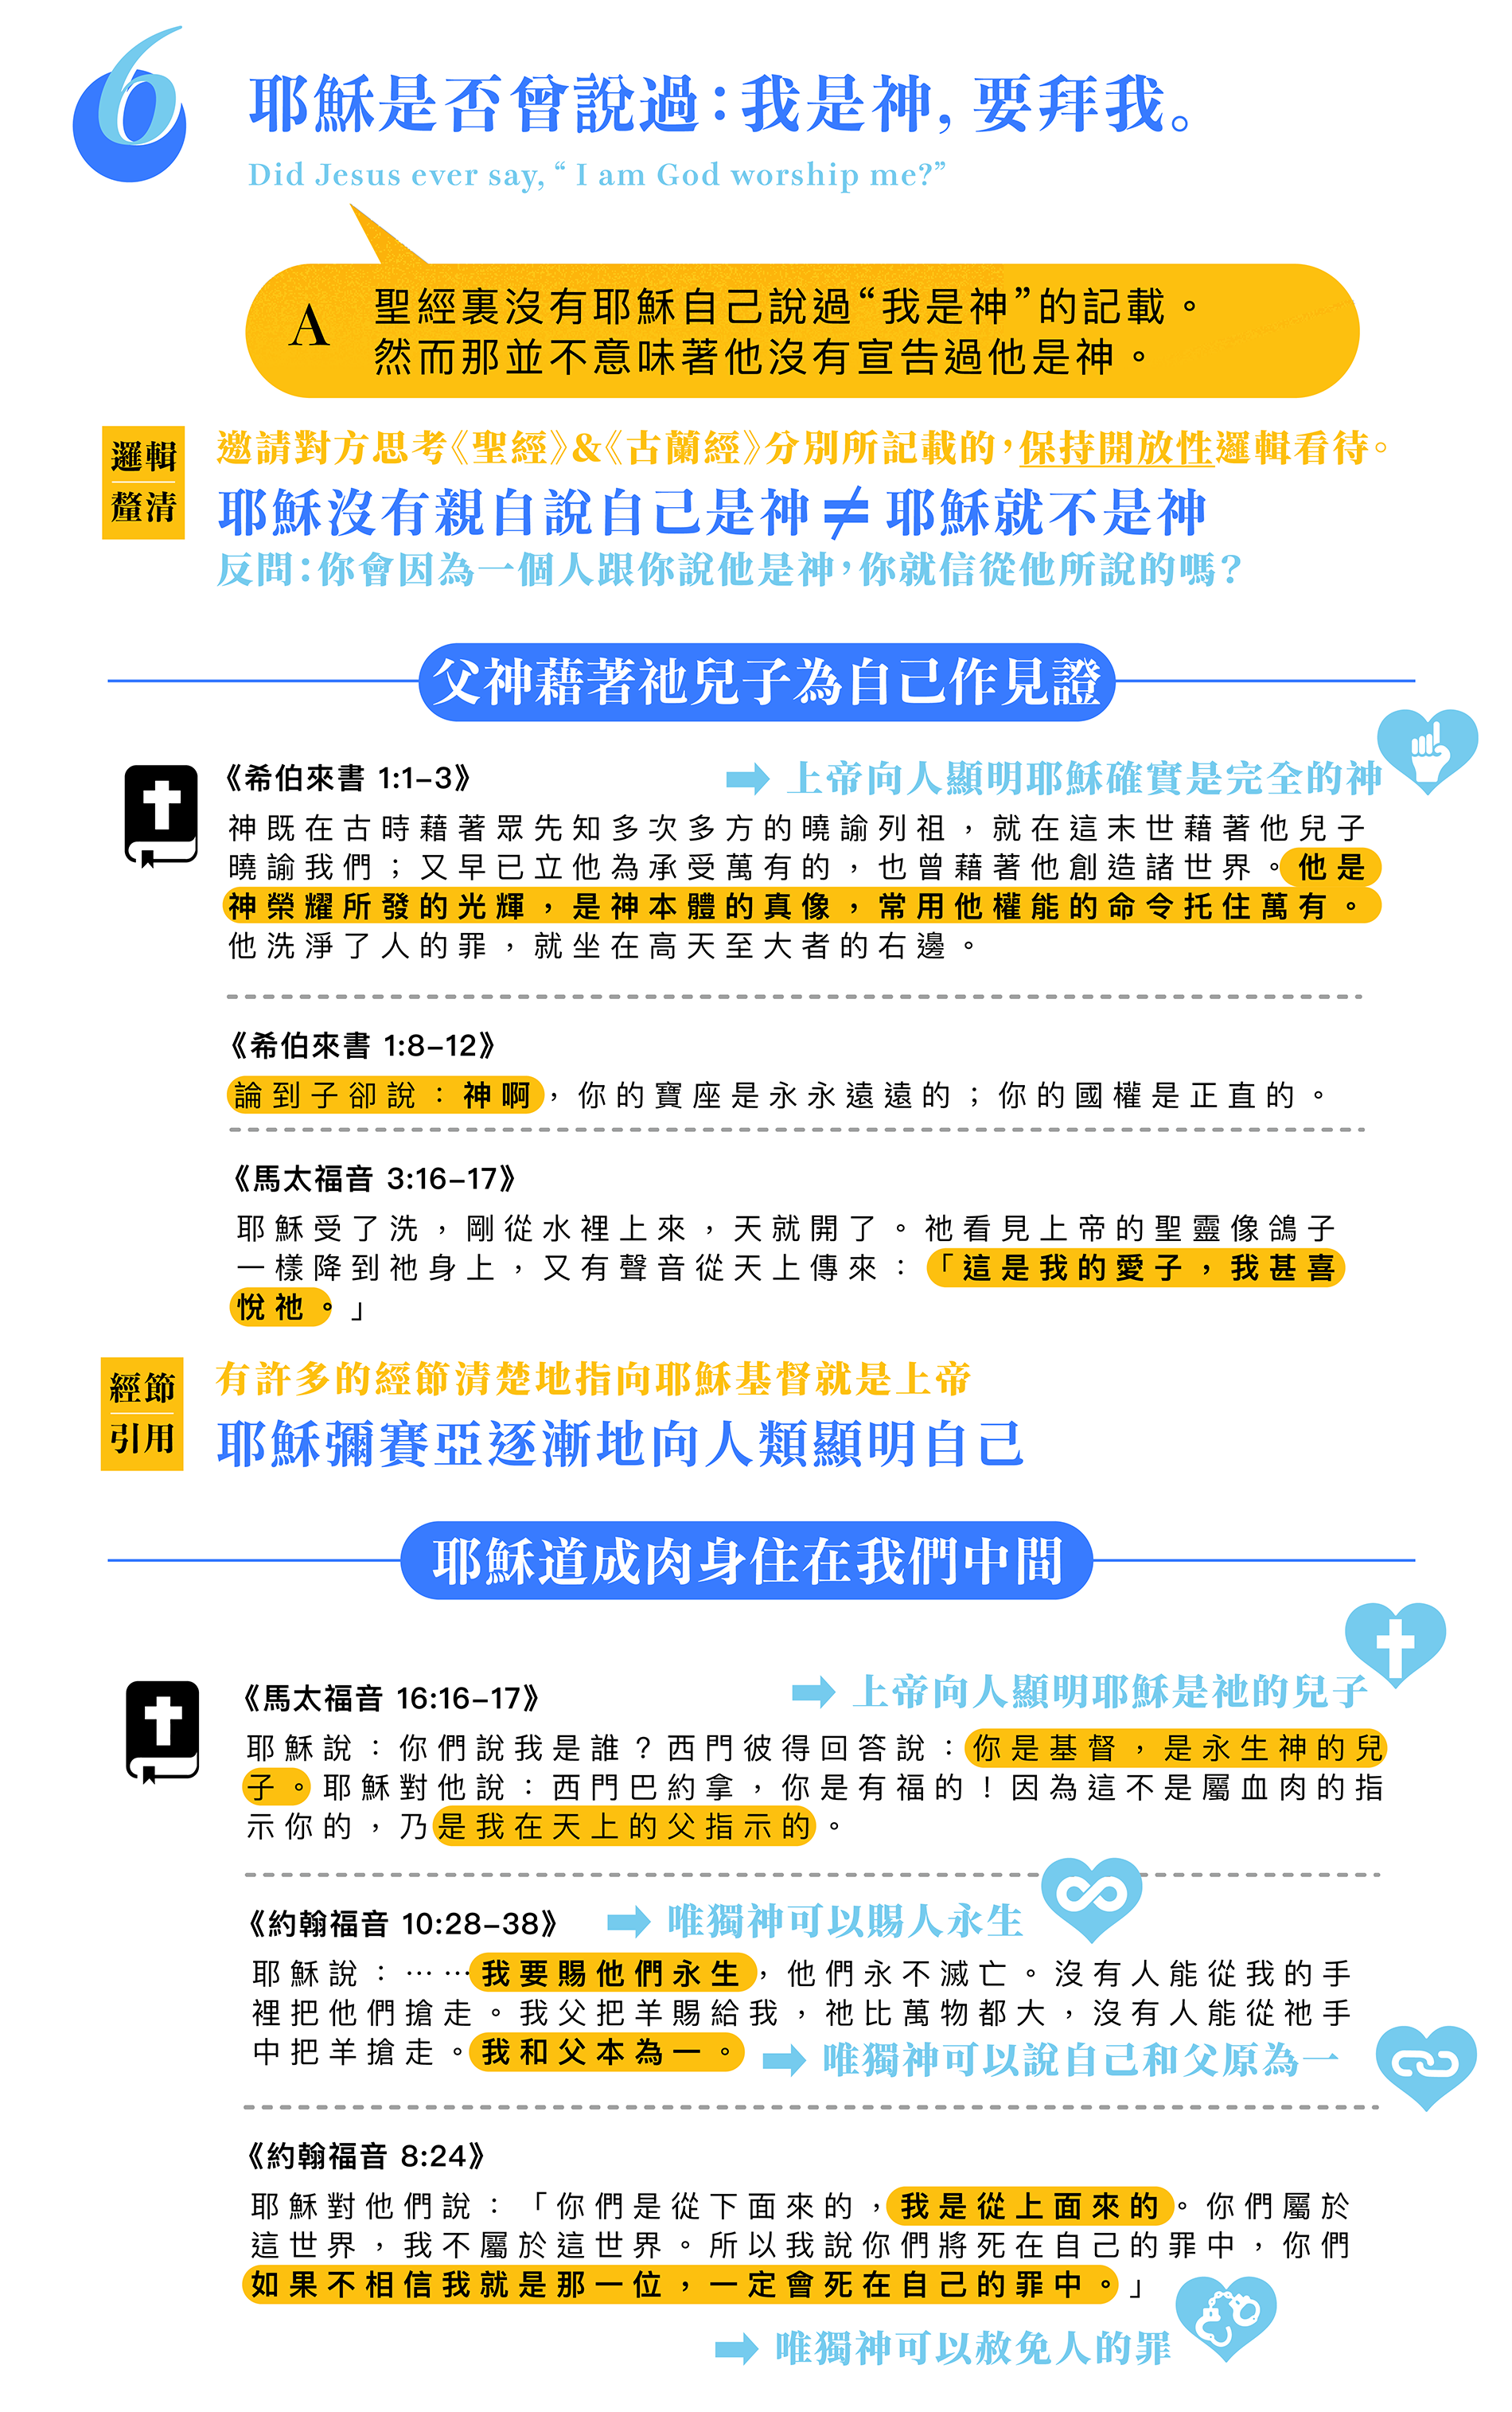 6
耶穌是否曾說過：我是神，要拜我。
Did Jesus ever say, “ I am God worship me?”
A
聖經裏沒有耶穌自己說過“我是神”的記載。
然而那並不意味著他沒有宣告過他是神。
邏輯
釐清
邀請對方思考《聖經》&《古蘭經》分別所記載的，保持開放性邏輯看待。
耶穌沒有親自說自己是神≠耶穌就不是神
反問：你會因為一個人跟你說他是神，你就信從他所說的嗎？
父神藉著祂兒子為自己作見證
《希伯來書 1:1–3》
➡ 上帝向人顯明耶穌確實是完全的神
神既在古時藉著眾先知多次多方的曉諭列祖，就在這末世藉著他兒子
曉諭我們；又早已立他為承受萬有的，也曾藉著他創造諸世界。他是
神榮耀所發的光輝，是神本體的真像，常用他權能的命令托住萬有。
他洗淨了人的罪，就坐在高天至大者的右邊。
《希伯來書 1:8–12》
論到子卻說：神啊，你的寶座是永永遠遠的；你的國權是正直的。
《馬太福音 3:16–17》
耶穌受了洗，剛從水裡上來，天就開了。祂看見上帝的聖靈像鴿子
一樣降到祂身上，又有聲音從天上傳來：「這是我的愛子，我甚喜
悅祂。」
經節
引用
有許多的經節清楚地指向耶穌基督就是上帝
耶穌彌賽亞逐漸地向人類顯明自己
耶穌道成肉身住在我們中間
《馬太福音 16:16–17》
➡ 上帝向人顯明耶穌是祂的兒子
耶穌說：你們說我是誰？西門彼得回答說：你是基督，是永生神的兒
子。耶穌對他說：西門巴約拿，你是有福的！因為這不是屬血肉的指
示你的，乃是我在天上的父指示的。
《約翰福音 10:28–38》
➡ 唯獨神可以賜人永生
耶穌說：……我要賜他們永生，他們永不滅亡。沒有人能從我的手
裡把他們搶走。我父把羊賜給我，祂比萬物都大，沒有人能從祂手
中把羊搶走。我和父本為一。
➡ 唯獨神可以說自己和父原為一
《約翰福音 8:24》
耶穌對他們說：「你們是從下面來的，我是從上面來的。你們屬於
這世界，我不屬於這世界。所以我說你們將死在自己的罪中，你們
如果不相信我就是那一位，一定會死在自己的罪中。」
➡ 唯獨神可以赦免人的罪